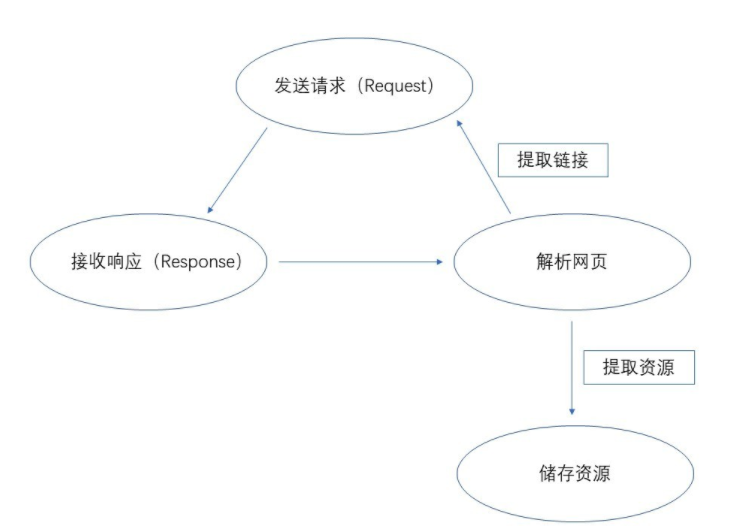 发送请求（Request）
提取链接
接收响应（Response）
解析网页
提取资源
储存资源